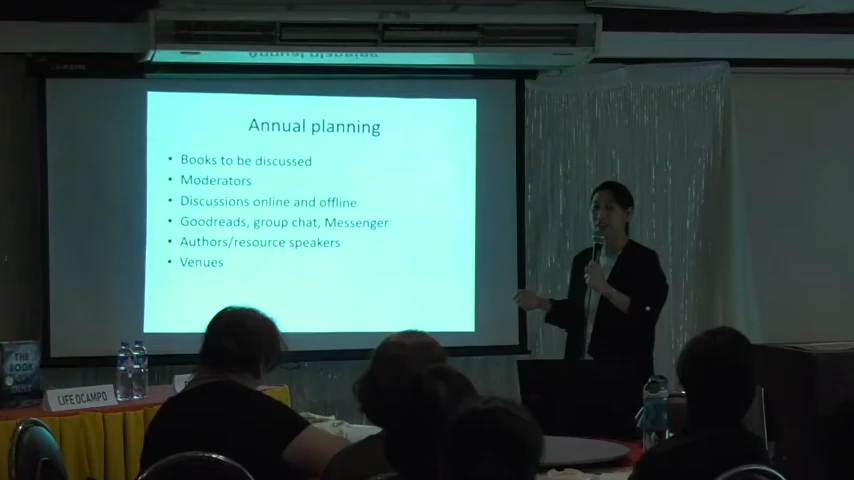 Annual planning
• Books to be discussed
• Moderators
• Discussions online and offline
• Goodreads, group chat, Messenger
• Authors/resource speakers
• Venues
THE
BOOK
LIFE OCAMPO